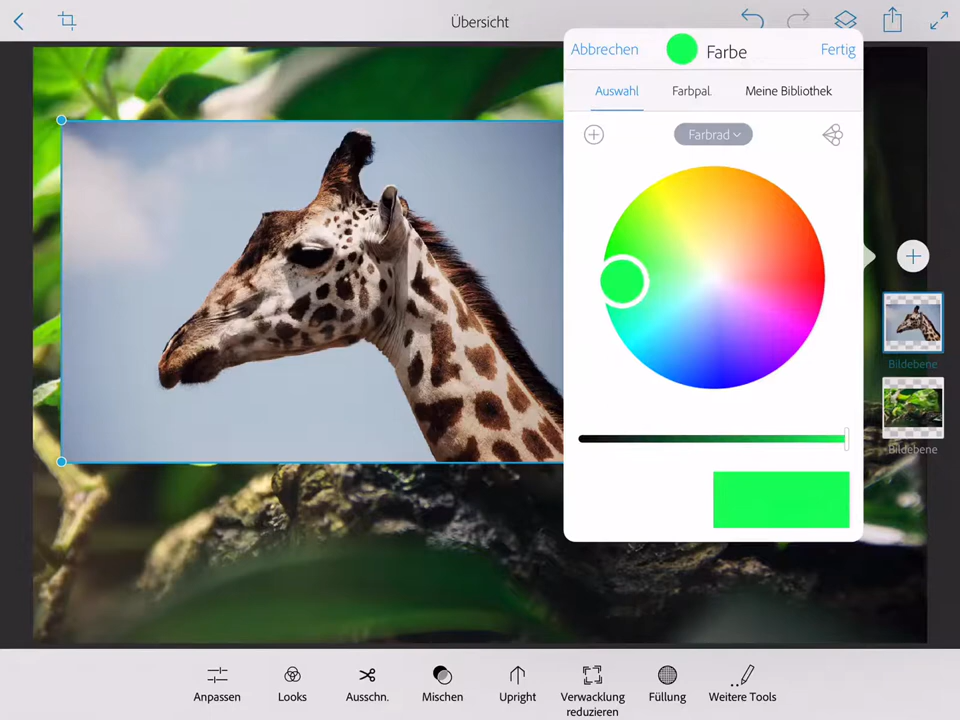 Übersicht
Abbrechen
Farbe
Fertig
Auswahl
Farbpal.
Meine Bibliothek
Farbrad
Bildebene
Bildebene
Anpassen
Looks
Ausschn.
Mischen
Upright
Verwacklung
reduzieren
Füllung
Weitere Tools